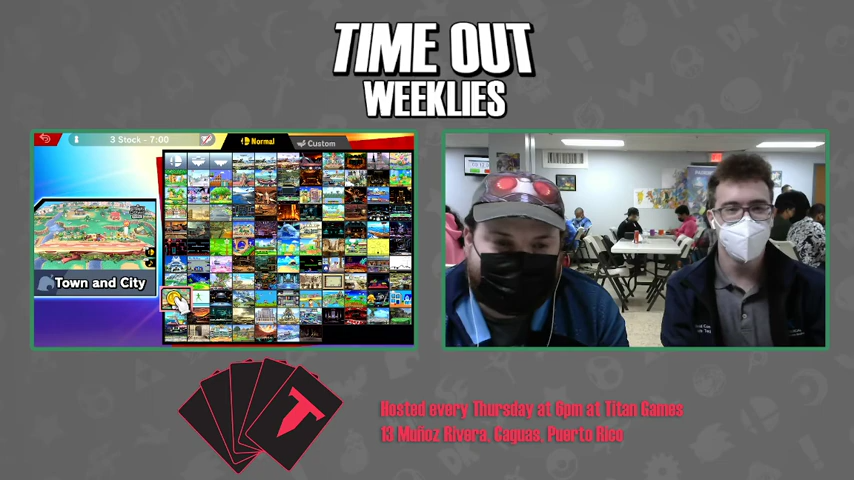 TIME OUT
WEEKLIES
3 Stock - 7:00
Normal
Custom
Town and City
Hosted every Thursday at 6pm at Titan Games
13 Muñoz Rivera, Caguas, Puerto Rico